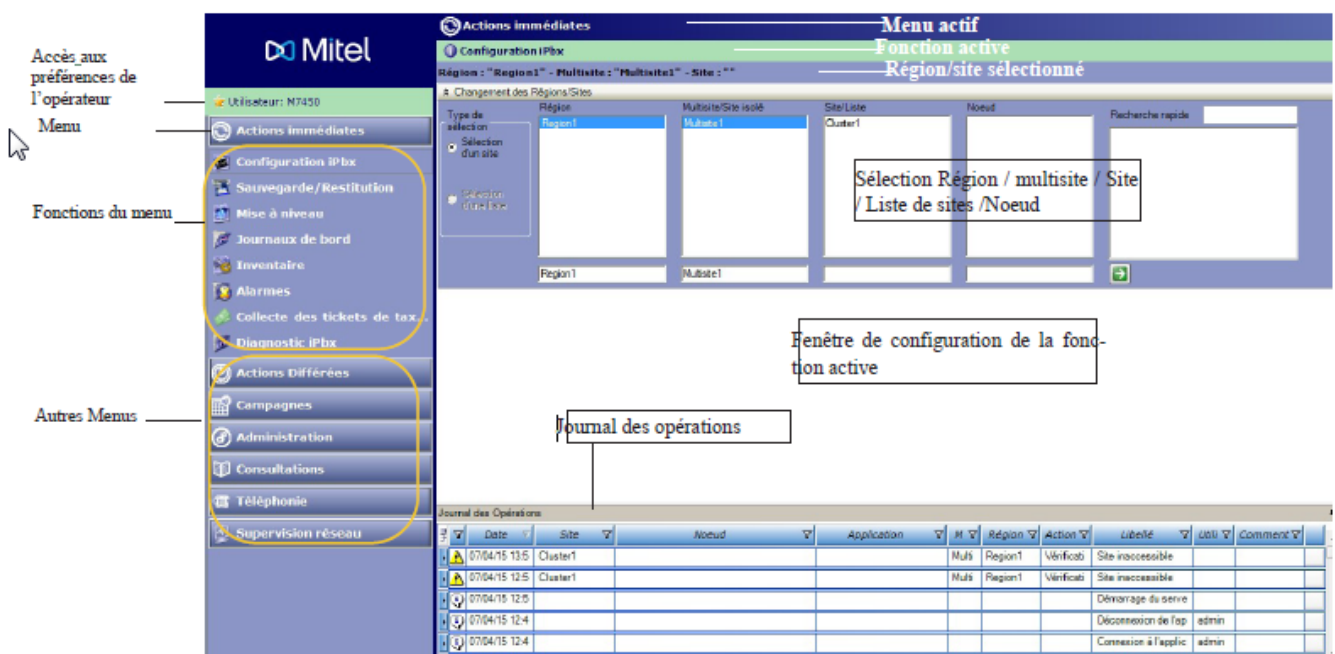 Accès aux
préférences de
l'opérateur
Menu
Fonctions du menu
Autres Menus
Mitel
Utilisateur: M7450
Actions immédiates
Configuration iPbx
Sauvegarde/Restitution
Mise à niveau
Journaux de bord
Inventaire
Alarmes
Collecte des tickets de tax...
Diagnostic iPbx
Actions Différées
Campagnes
Administration
Consultations
Téléphonie
Supervision réseau
Actions immédiates
Menu actif
Configuration iPbx
Fonction active
Région : "Region1" - Multisite : "Multisite1" - Site : ""
Région/site sélectionné
Changement des Régions/Sites
Type de
sélection
Sélection
d'un site
Sélection
d'une liste
Région
Region1
Region1
Multisite/Site isolé
Multisite1
Multisite1
Site/Liste
Cluster1
Noeud
Recherche rapide
Sélection Région / multisite / Site
/ Liste de sites /Noeud
Fenêtre de configuration de la fonc-
tion active
Journal des opérations
Journal des Opérations
Date Site Noeud Application M Région Action Libellé Utili Comment
07/04/15 13:5 Cluster1 Multi Region1 Vérificati Site inaccessible
07/04/15 12:5 Cluster1 Multi Region1 Vérificati Site inaccessible
07/04/15 12:5 Démarrage du serve
07/04/15 12:4 Déconnexion de l'ap admin
07/04/15 12:4 Connexion à l'applic admin